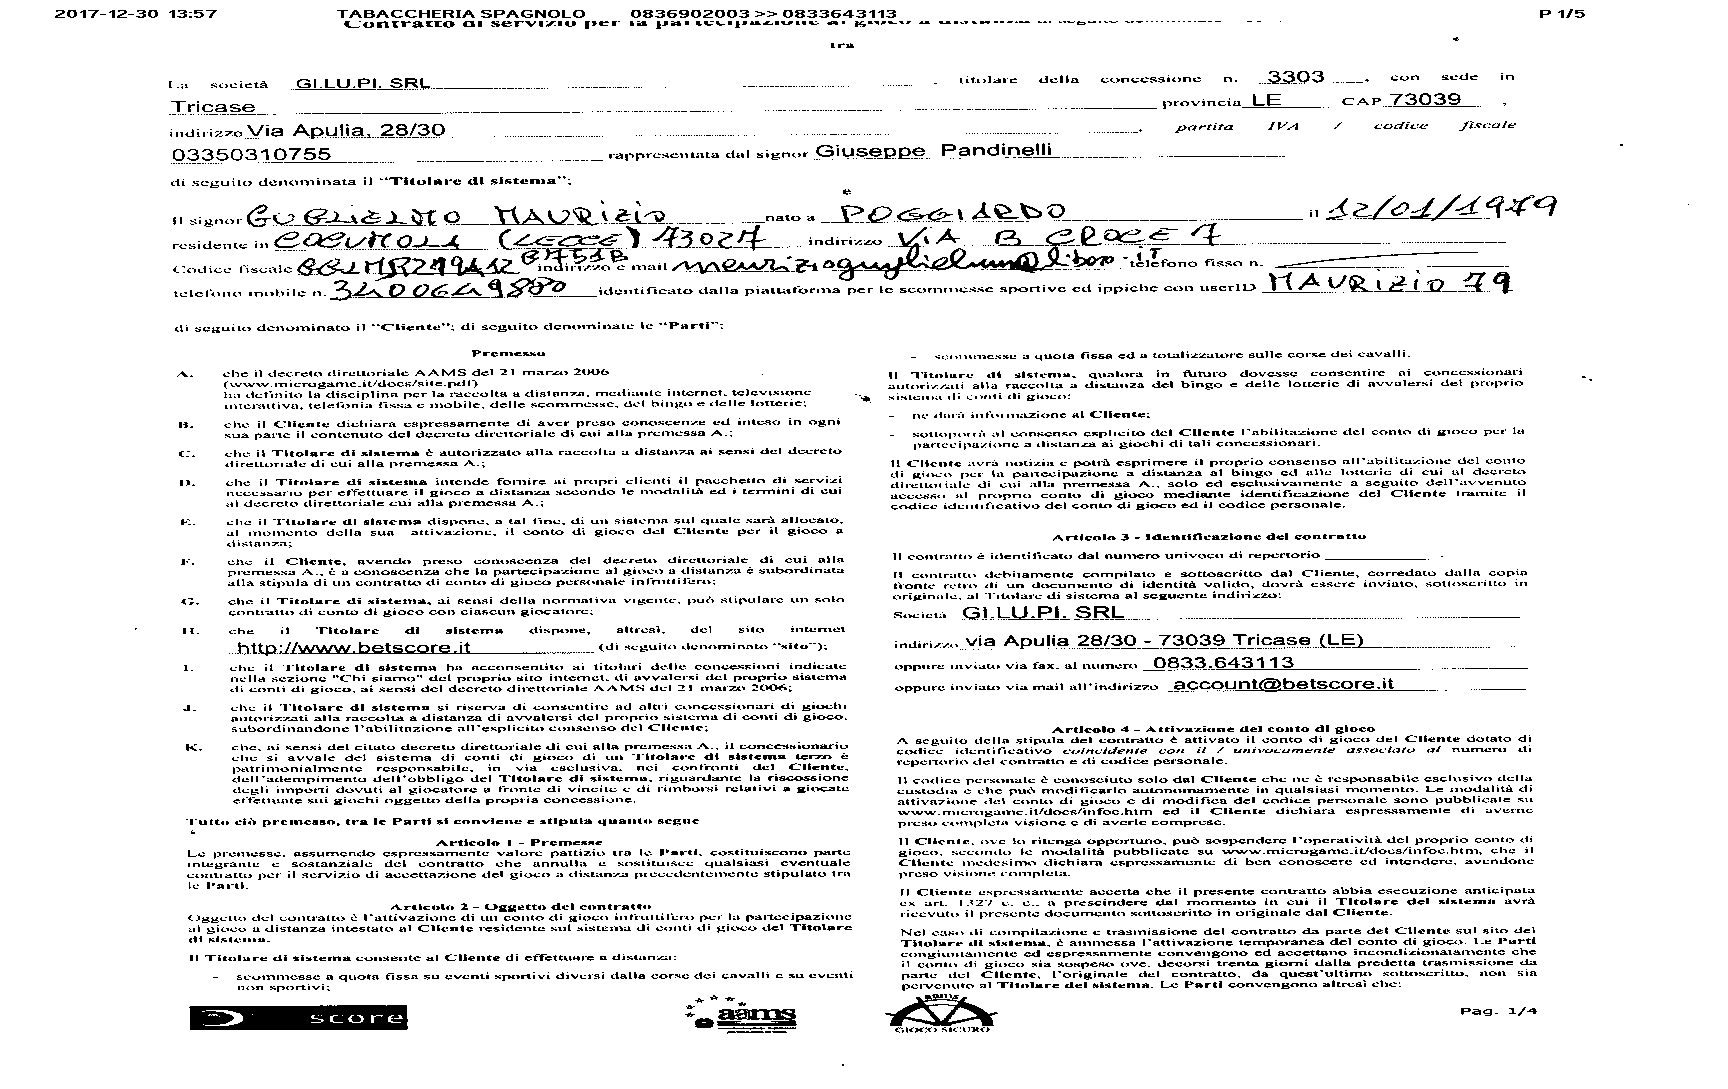 2017-12-30 13:57 TABACCHERIA SPAGNOLO 0836902003 >> 0833643113 P 1/5
Contratto di servizio per la partecipazione al gioco a distanza
tra
La società GI.LU.PI. SRL titolare della concessione n. 3303 , con sede in
Tricase provincia LE CAP 73039 ,
indirizzo Via Apulia, 28/30 , partita IVA / codice fiscale
03350310755 rappresentata dal signor Giuseppe Pandinelli
di seguito denominata il "Titolare di sistema";
e
Il signor GUGLIELMO MAURIZIO nato a POGGIARDO il 12/01/1979
residente in (LECCE) 73027 indirizzo VIA B CROCE 7
Codice fiscale indirizzo e mail telefono fisso n.
telefono mobile n. 3400649880 identificato dalla piattaforma per le scommesse sportive ed ippiche con userID MAURIZIO 79
di seguito denominato il "Cliente"; di seguito denominate le "Parti";
Premesso
A. che il decreto direttoriale AAMS del 21 marzo 2006
(www.microgame.it/docs/site.pdf)
ha definito la disciplina per la raccolta a distanza, mediante internet, televisione
interattiva, telefonia fissa e mobile, delle scommesse, del bingo e delle lotterie;
B. che il Cliente dichiara espressamente di aver preso conoscenze ed inteso in ogni
sua parte il contenuto del decreto direttoriale di cui alla premessa A.;
C. che il Titolare di sistema è autorizzato alla raccolta a distanza ai sensi del decreto
direttoriale di cui alla premessa A.;
D. che il Titolare di sistema intende fornire ai propri clienti il pacchetto di servizi
necessario per effettuare il gioco a distanza secondo le modalità ed i termini di cui
al decreto direttoriale cui alla premessa A.;
E. che il Titolare di sistema dispone, a tal fine, di un sistema sul quale sarà allocato,
al momento della sua attivazione, il conto di gioco del Cliente per il gioco a
distanza;
F. che il Cliente, avendo preso conoscenza del decreto direttoriale di cui alla
premessa A., è a conoscenza che la partecipazione al gioco a distanza è subordinata
alla stipula di un contratto di conto di gioco personale infruttifero;
G. che il Titolare di sistema, ai sensi della normativa vigente, può stipulare un solo
contratto di conto di gioco con ciascun giocatore;
H. che il Titolare di sistema dispone, altresì, del sito internet
http://www.betscore.it (di seguito denominato "sito");
I. che il Titolare di sistema ha acconsentito ai titolari delle concessioni indicate
nella sezione "Chi siamo" del proprio sito internet, di avvalersi del proprio sistema
di conti di gioco, ai sensi del decreto direttoriale AAMS del 21 marzo 2006;
J. che il Titolare di sistema si riserva di consentire ad altri concessionari di giochi
autorizzati alla raccolta a distanza di avvalersi del proprio sistema di conti di gioco,
subordinandone l'abilitazione all'esplicito consenso del Cliente;
K. che, ai sensi del citato decreto direttoriale di cui alla premessa A., il concessionario
che si avvale del sistema di conti di gioco di un Titolare di sistema terzo è
patrimonialmente responsabile, in via esclusiva, nei confronti del Cliente,
dell'adempimento dell'obbligo del Titolare di sistema, riguardante la riscossione
degli importi dovuti al giocatore a fronte di vincite e di rimborsi relativi a giocate
effettuate sui giochi oggetto della propria concessione.
Tutto ciò premesso, tra le Parti si conviene e stipula quanto segue
Articolo 1 - Premesse
Le premesse, assumendo espressamente valore pattizio tra le Parti, costituiscono parte
integrante e sostanziale del contratto che annulla e sostituisce qualsiasi eventuale
contratto per il servizio di accettazione del gioco a distanza precedentemente stipulato tra
le Parti.
Articolo 2 - Oggetto del contratto
Oggetto del contratto è l'attivazione di un conto di gioco infruttifero per la partecipazione
al gioco a distanza intestato al Cliente residente sul sistema di conti di gioco del Titolare
di sistema.
Il Titolare di sistema consente al Cliente di effettuare a distanza:
- scommesse a quota fissa su eventi sportivi diversi dalla corse dei cavalli e su eventi
non sportivi;
- scommesse a quota fissa ed a totalizzatore sulle corse dei cavalli.
Il Titolare di sistema, qualora in futuro dovesse consentire ai concessionari
autorizzati alla raccolta a distanza del bingo e delle lotterie di avvalersi del proprio
sistema di conti di gioco:
- ne darà informazione al Cliente;
- sottoporrà al consenso esplicito del Cliente l'abilitazione del conto di gioco per la
partecipazione a distanza ai giochi di tali concessionari.
Il Cliente avrà notizia e potrà esprimere il proprio consenso all'abilitazione del conto
di gioco per la partecipazione a distanza al bingo ed alle lotterie di cui al decreto
direttoriale di cui alla premessa A., solo ed esclusivamente a seguito dell'avvenuto
accesso al proprio conto di gioco mediante identificazione del Cliente tramite il
codice identificativo del conto di gioco ed il codice personale.
Articolo 3 - Identificazione del contratto
Il contratto è identificato dal numero univoco di repertorio
Il contratto debitamente compilato e sottoscritto dal Cliente, corredato dalla copia
fronte retro di un documento di identità valido, dovrà essere inviato, sottoscritto in
originale, al Titolare di sistema al seguente indirizzo:
Società GI.LU.PI. SRL
indirizzo via Apulia 28/30 - 73039 Tricase (LE)
oppure inviato via fax. al numero 0833.643113
oppure inviato via mail all'indirizzo account@betscore.it
Articolo 4 - Attivazione del conto di gioco
A seguito della stipula del contratto è attivato il conto di gioco del Cliente dotato di
codice identificativo coincidente con il / univocamente associato al numero di
repertorio del contratto e di codice personale.
Il codice personale è conosciuto solo dal Cliente che ne è responsabile esclusivo della
custodia e che può modificarlo autonomamente in qualsiasi momento. Le modalità di
attivazione del conto di gioco e di modifica del codice personale sono pubblicate su
www.microgame.it/docs/infoc.htm ed il Cliente dichiara espressamente di averne
preso completa visione e di averle comprese.
Il Cliente, ove lo ritenga opportuno, può sospendere l'operatività del proprio conto di
gioco, secondo le modalità pubblicate su www.microgame.it/docs/infoc.htm, che il
Cliente medesimo dichiara espressamente di ben conoscere ed intendere, avendone
preso visione completa.
Il Cliente espressamente accetta che il presente contratto abbia esecuzione anticipata
ex art. 1327 c. c., a prescindere dal momento in cui il Titolare del sistema avrà
ricevuto il presente documento sottoscritto in originale dal Cliente.
Nel caso di compilazione e trasmissione del contratto da parte del Cliente sul sito del
Titolare di sistema, è ammessa l'attivazione temporanea del conto di gioco. Le Parti
congiuntamente ed espressamente convengono ed accettano incondizionatamente che
il conto di gioco sia sospeso ove, decorsi trenta giorni dalla predetta trasmissione da
parte del Cliente, l'originale del contratto, da quest'ultimo sottoscritto, non sia
pervenuto al Titolare del sistema. Le Parti convengono altresì che:
score
aams
aams
GIOCO SICURO
Pag. 1/4